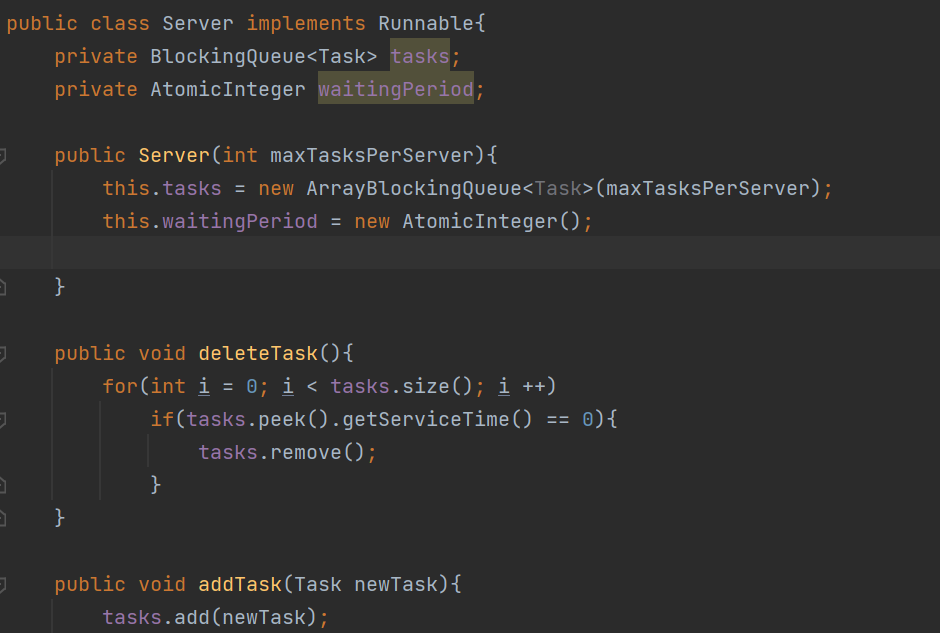 public class Server implements Runnable{
    private BlockingQueue<Task> tasks;
    private AtomicInteger waitingPeriod;
    public Server(int maxTasksPerServer){
        this.tasks = new ArrayBlockingQueue<Task>(maxTasksPerServer);
        this.waitingPeriod = new AtomicInteger();
    }
    public void deleteTask(){
        for(int i = 0; i < tasks.size(); i ++)
            if(tasks.peek().getServiceTime() == 0){
                tasks.remove();
            }
    }
    public void addTask(Task newTask){
        tasks.add(newTask);